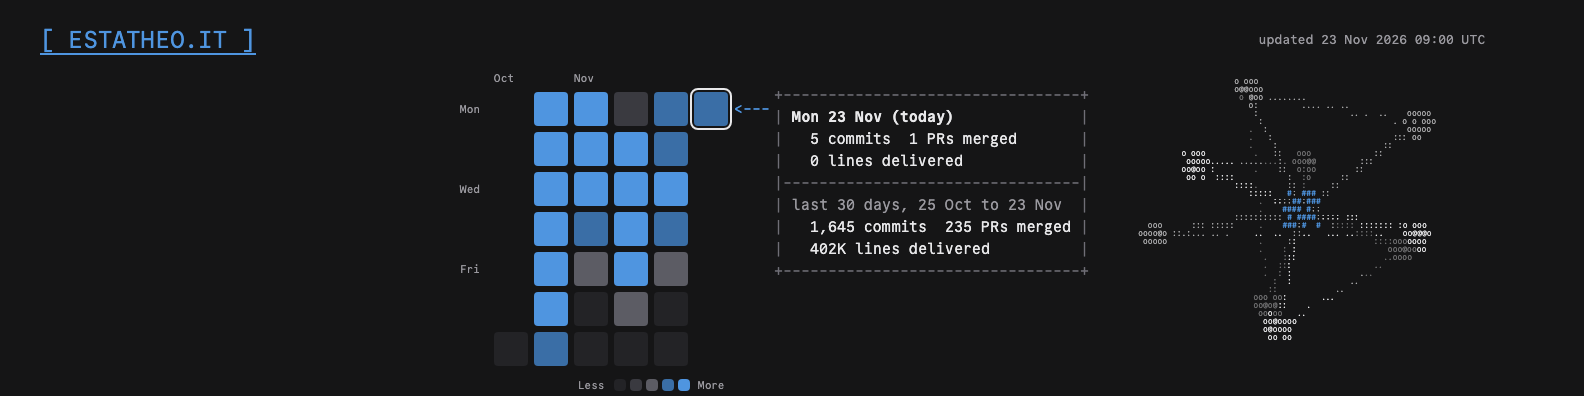 [ ESTATHEO.IT ]
updated 23 Nov 2026 09:00 UTC
Oct Nov
Mon
Wed
Fri
Less More
<---
Mon 23 Nov (today)
5 commits 1 PRs merged
0 lines delivered
last 30 days, 25 Oct to 23 Nov
1,645 commits 235 PRs merged
402K lines delivered